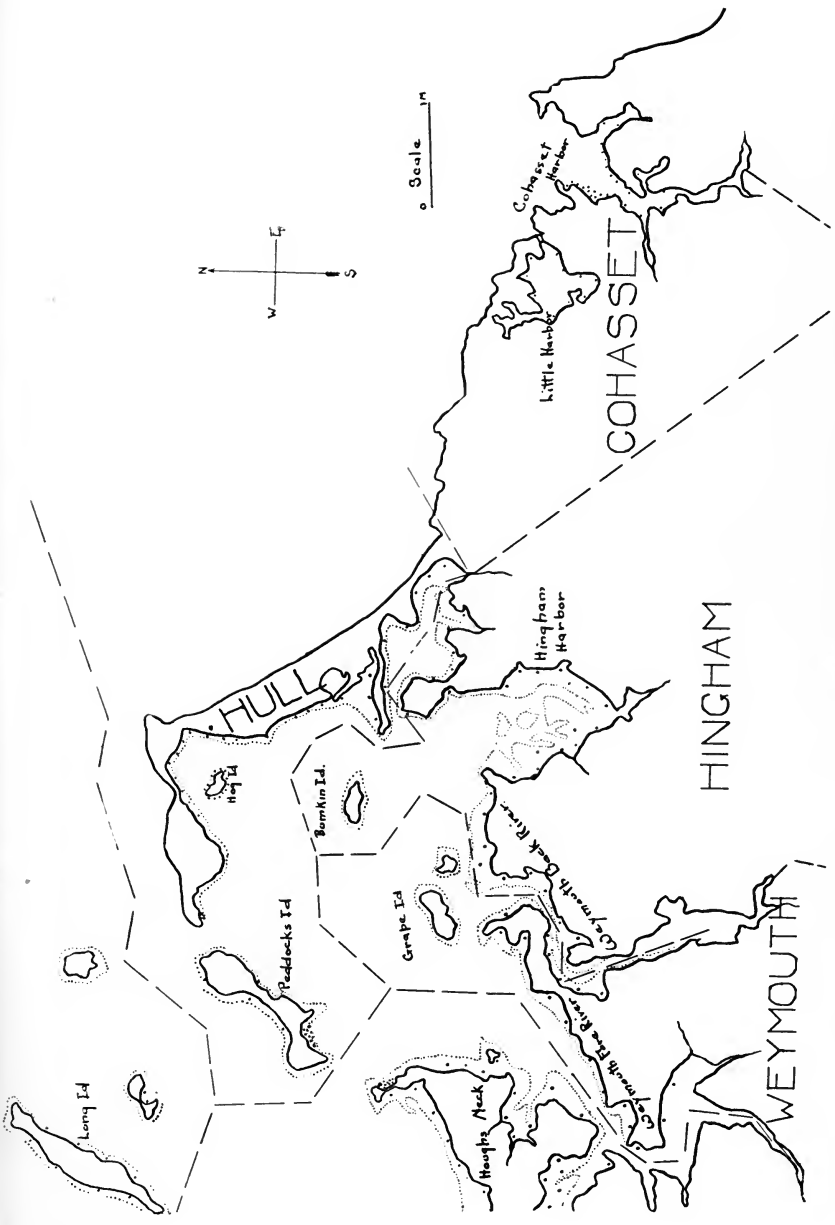 N
W
E
S
0 Scale 1M
Long Id
Peddocks Id
Hog Id
HULL
Bumkin Id.
Grape Id
Houghs Neck
Weymouth Fore River
Weymouth Back River
Hingham
Harbor
Little Harbor
Cohasset
Harbor
WEYMOUTH
HINGHAM
COHASSET